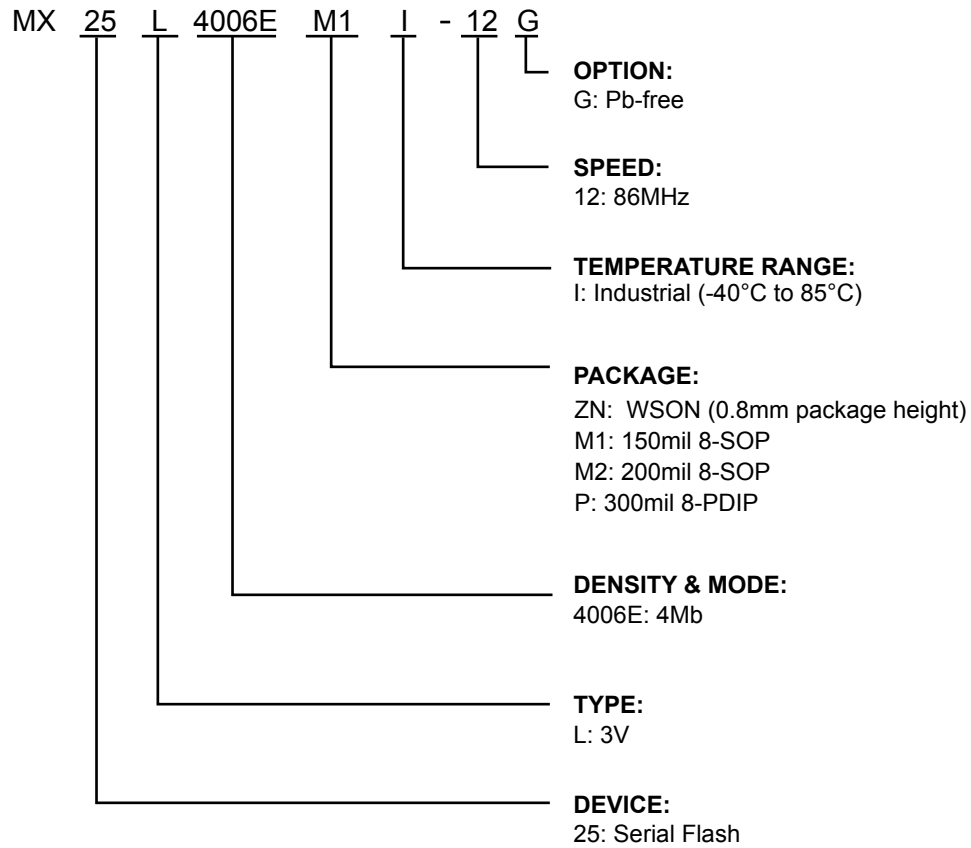 MX 25 L 4006E M1 I - 12 G
OPTION:
G: Pb-free
SPEED:
12: 86MHz
TEMPERATURE RANGE:
I: Industrial (-40°C to 85°C)
PACKAGE:
ZN: WSON (0.8mm package height)
M1: 150mil 8-SOP
M2: 200mil 8-SOP
P: 300mil 8-PDIP
DENSITY & MODE:
4006E: 4Mb
TYPE:
L: 3V
DEVICE:
25: Serial Flash